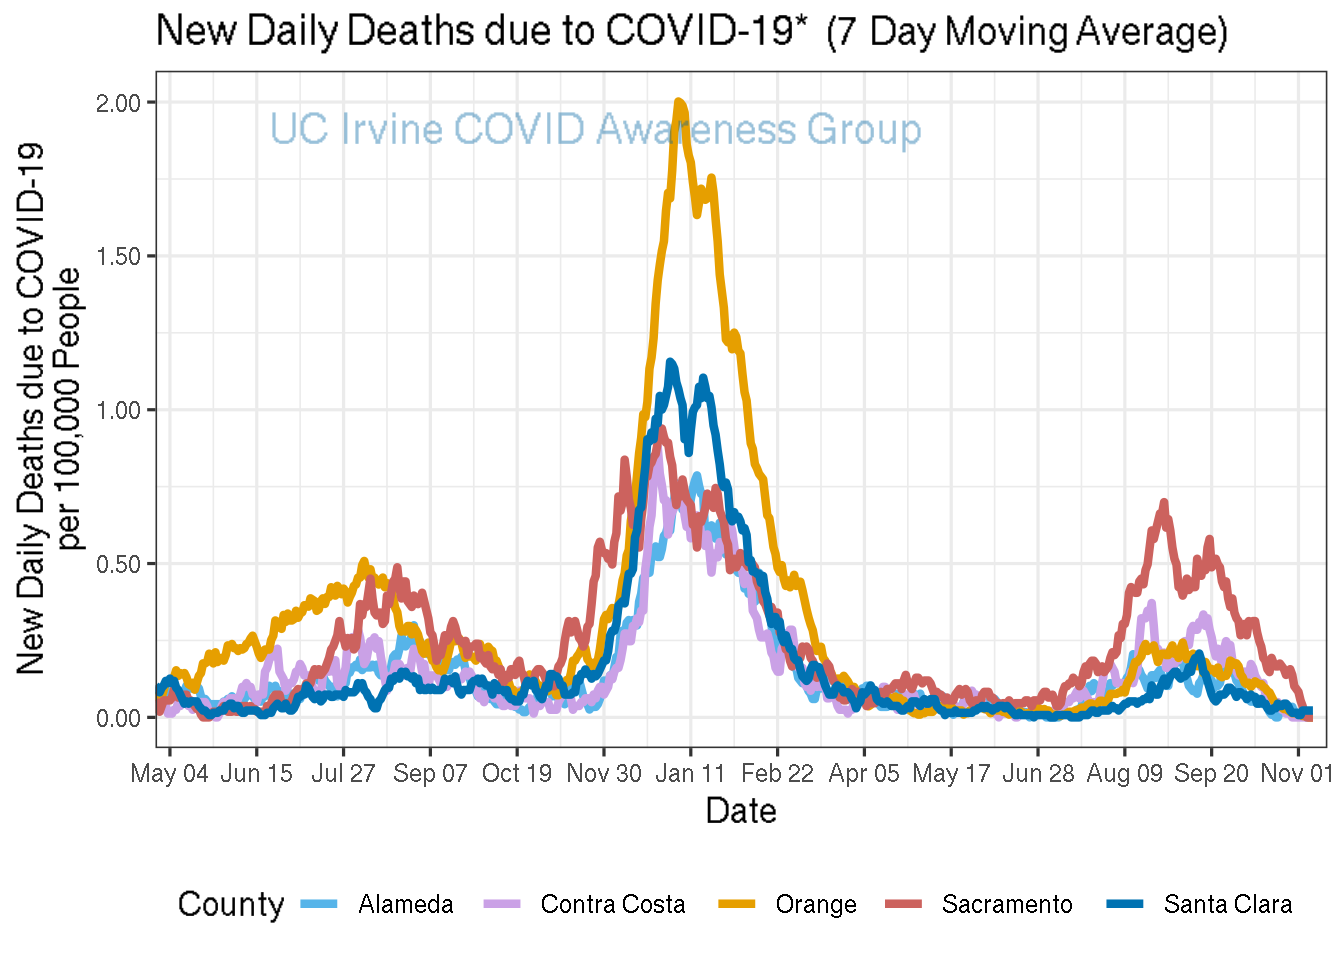 New Daily Deaths due to COVID-19* (7 Day Moving Average)
UC Irvine COVID Awareness Group
New Daily Deaths due to COVID-19
per 100,000 People
2.00
1.50
1.00
0.50
0.00
May 04 Jun 15 Jul 27 Sep 07 Oct 19 Nov 30 Jan 11 Feb 22 Apr 05 May 17 Jun 28 Aug 09 Sep 20 Nov 01
Date
County Alameda Contra Costa Orange Sacramento Santa Clara